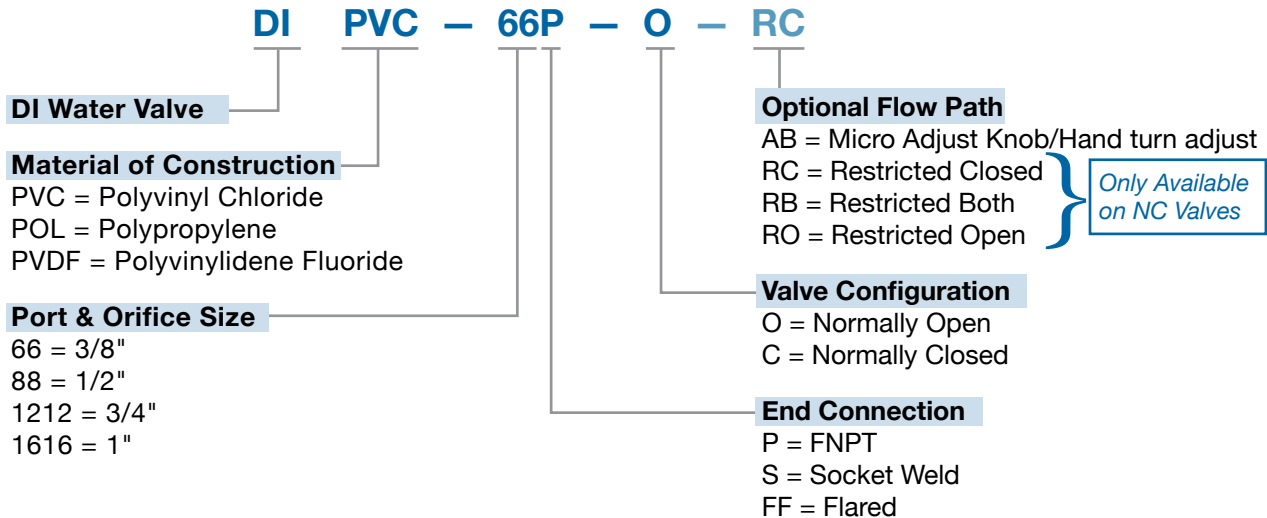 DI PVC — 66P — O — RC
DI Water Valve
Material of Construction
PVC = Polyvinyl Chloride
POL = Polypropylene
PVDF = Polyvinylidene Fluoride
Port & Orifice Size
66 = 3/8"
88 = 1/2"
1212 = 3/4"
1616 = 1"
Optional Flow Path
AB = Micro Adjust Knob/Hand turn adjust
RC = Restricted Closed
RB = Restricted Both
RO = Restricted Open
Only Available
on NC Valves
Valve Configuration
O = Normally Open
C = Normally Closed
End Connection
P = FNPT
S = Socket Weld
FF = Flared